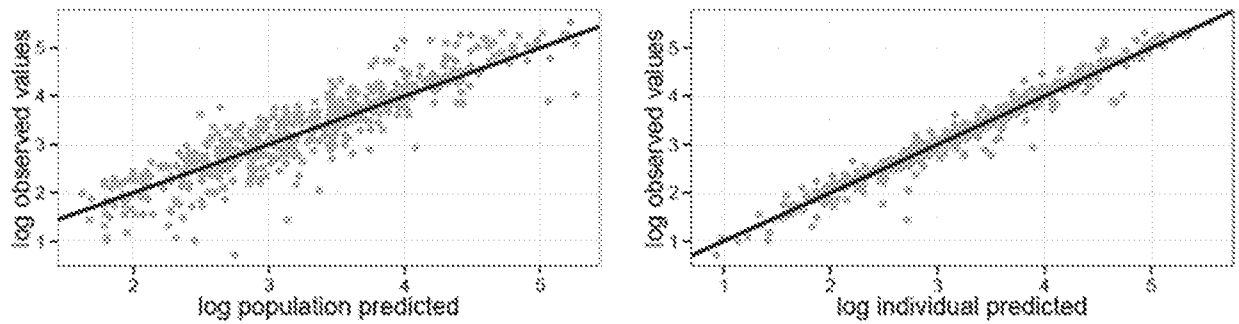 log observed values
5
4
3
2
1
2 3 4 5
log population predicted
log observed values
5
4
3
2
1
1 2 3 4 5
log individual predicted